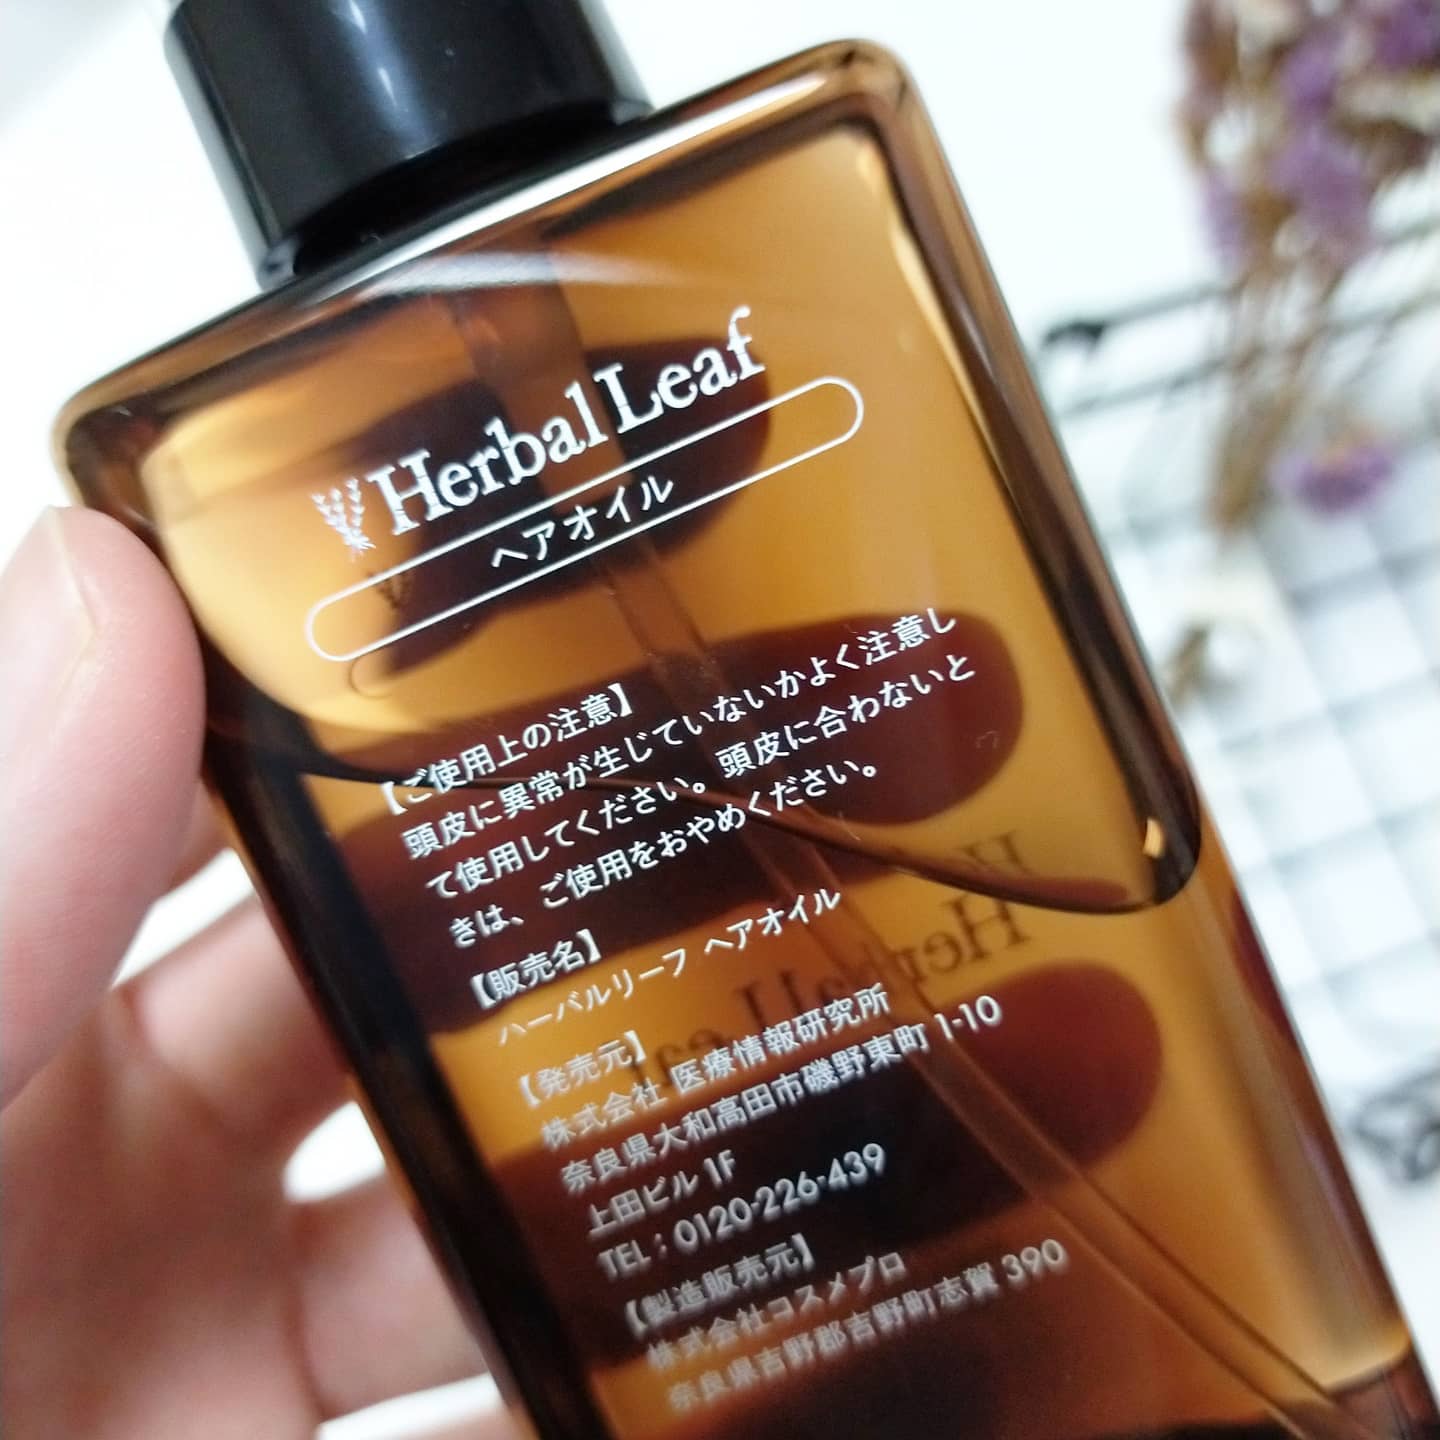 Herbal Leaf
ヘアオイル
【ご使用上の注意】
頭皮に異常が生じていないかよく注意し
て使用してください。頭皮に合わないと
きは、ご使用をおやめください。
【販売名】
ハーバルリーフ ヘアオイル
【発売元】
株式会社 医療情報研究所
奈良県大和高田市磯野東町 1-10
上田ビル 1F
TEL: 0120-226-439
【製造販売元】
株式会社コスメプロ
奈良県吉野郡吉野町志賀 390